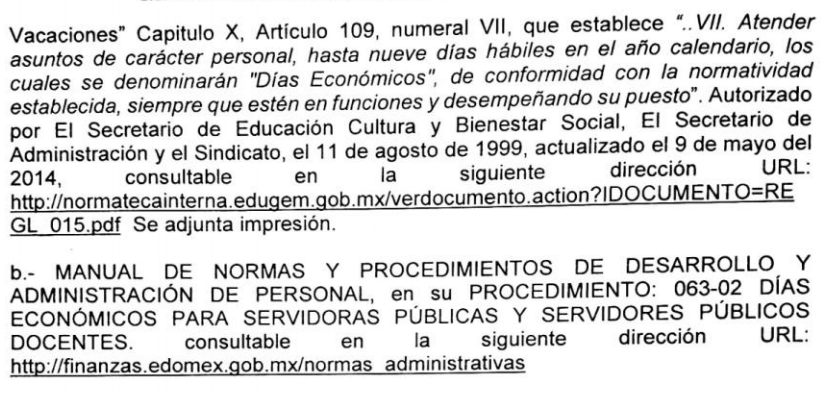 Vacaciones” Capitulo X, Artículo 109, numeral VII, que establece “..VII. Atender
asuntos de carácter personal, hasta nueve días hábiles en el año calendario, los
cuales se denominarán "Días Económicos", de conformidad con la normatividad
establecida, siempre que estén en funciones y desempeñando su puesto”. Autorizado
por El Secretario de Educación Cultura y Bienestar Social, El Secretario de
Administración y el Sindicato, el 11 de agosto de 1999, actualizado el 9 de mayo del
2014, consultable en la siguiente dirección URL:
http://normatecainterna.edugem.gob.mx/verdocumento.action?IDOCUMENTO=RE
GL_015.pdf Se adjunta impresión.
b.- MANUAL DE NORMAS Y PROCEDIMIENTOS DE DESARROLLO Y
ADMINISTRACIÓN DE PERSONAL, en su PROCEDIMIENTO: 063-02 DÍAS
ECONÓMICOS PARA SERVIDORAS PÚBLICAS Y SERVIDORES PÚBLICOS
DOCENTES. consultable en la siguiente dirección URL:
http://finanzas.edomex.gob.mx/normas_administrativas